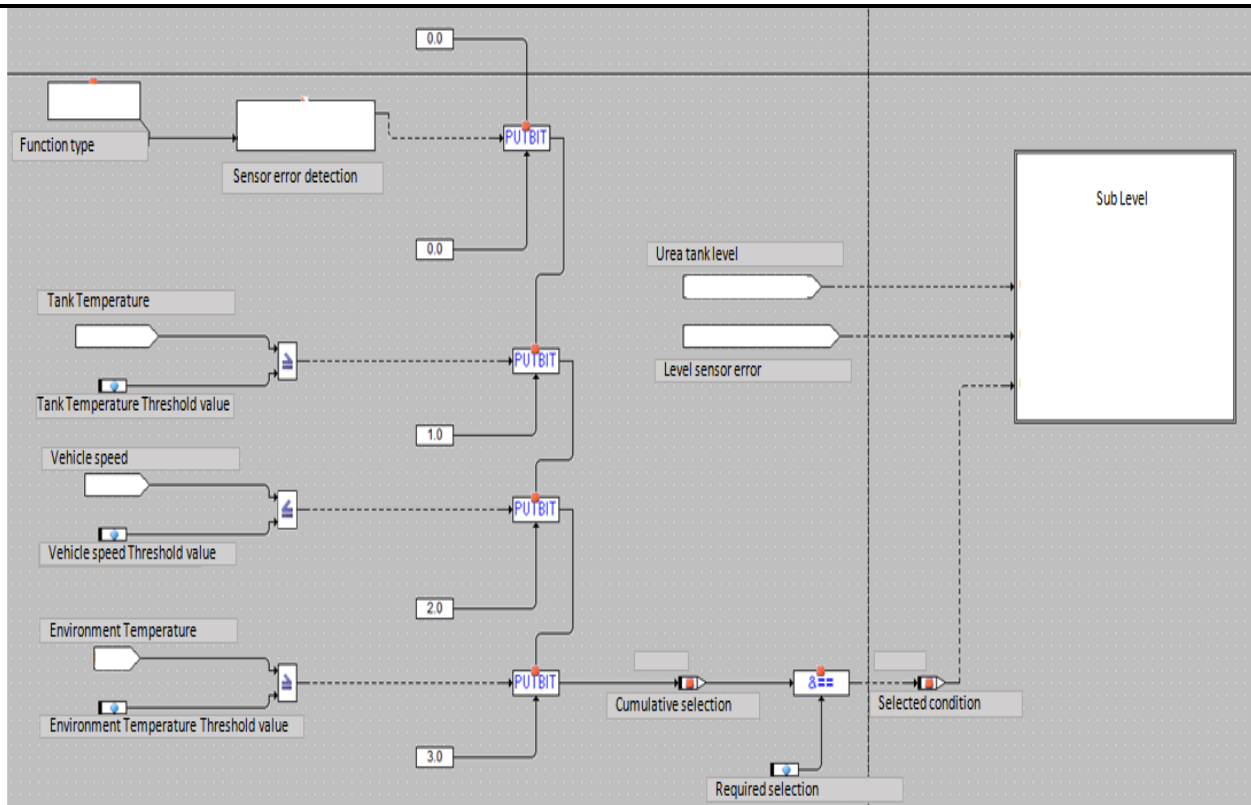 0.0
Function type
Sensor error detection
PUTBIT
0.0
Sub Level
Urea tank level
Tank Temperature
≥
PUTBIT
Level sensor error
Tank Temperature Threshold value
1.0
Vehicle speed
≤
PUTBIT
Vehicle speed Threshold value
2.0
Environment Temperature
≥
PUTBIT
&==
Cumulative selection
Selected condition
Environment Temperature Threshold value
3.0
Required selection